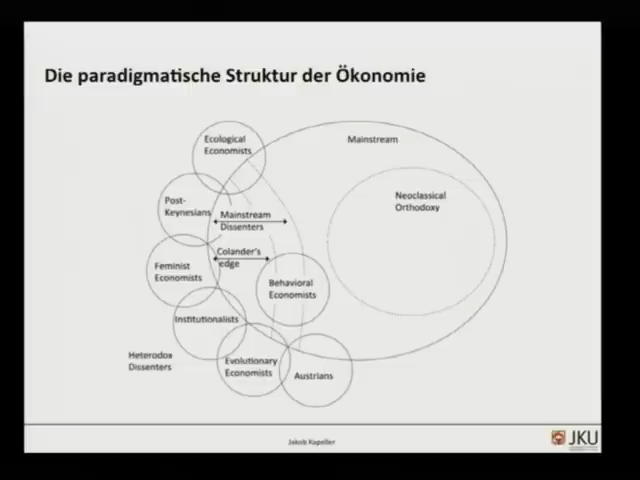 Die paradigmatische Struktur der Ökonomie
Ecological
Economists
Mainstream
Post-
Keynesians
Neoclassical
Orthodoxy
Mainstream
Dissenters
Colander's
edge
Feminist
Economists
Behavioral
Economists
Institutionalists
Heterodox
Dissenters
Evolutionary
Economists
Austrians
Jakob Kapeller
JKU